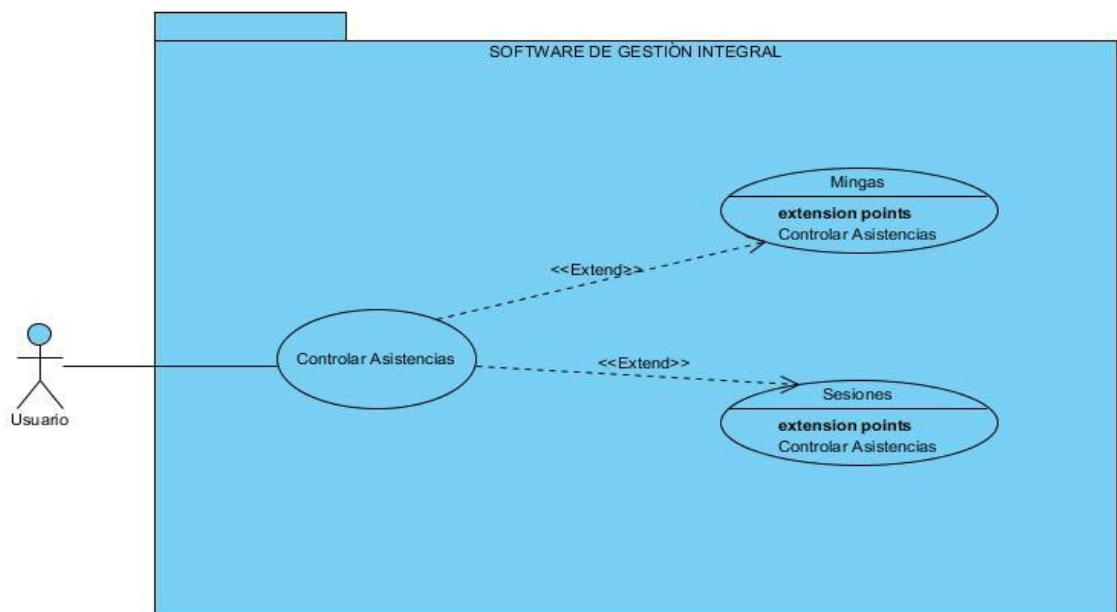 SOFTWARE DE GESTIÒN INTEGRAL
Mingas
extension points
Controlar Asistencias
<<Extend>>
Controlar Asistencias
<<Extend>>
Sesiones
extension points
Controlar Asistencias
Usuario